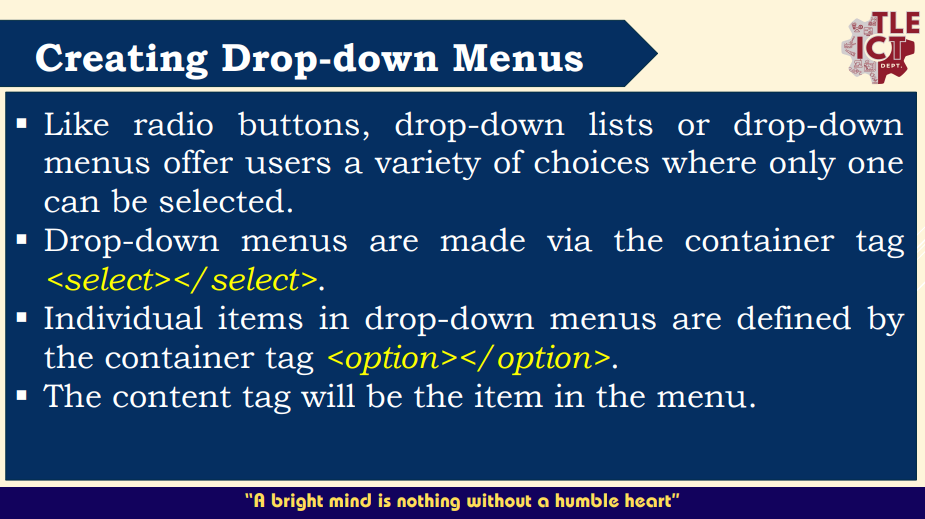 Creating Drop-down Menus
TLE
ICT
DEPT.
▪ Like radio buttons, drop-down lists or drop-down
menus offer users a variety of choices where only one
can be selected.
▪ Drop-down menus are made via the container tag
<select></select>.
▪ Individual items in drop-down menus are defined by
the container tag <option></option>.
▪ The content tag will be the item in the menu.
"A bright mind is nothing without a humble heart"